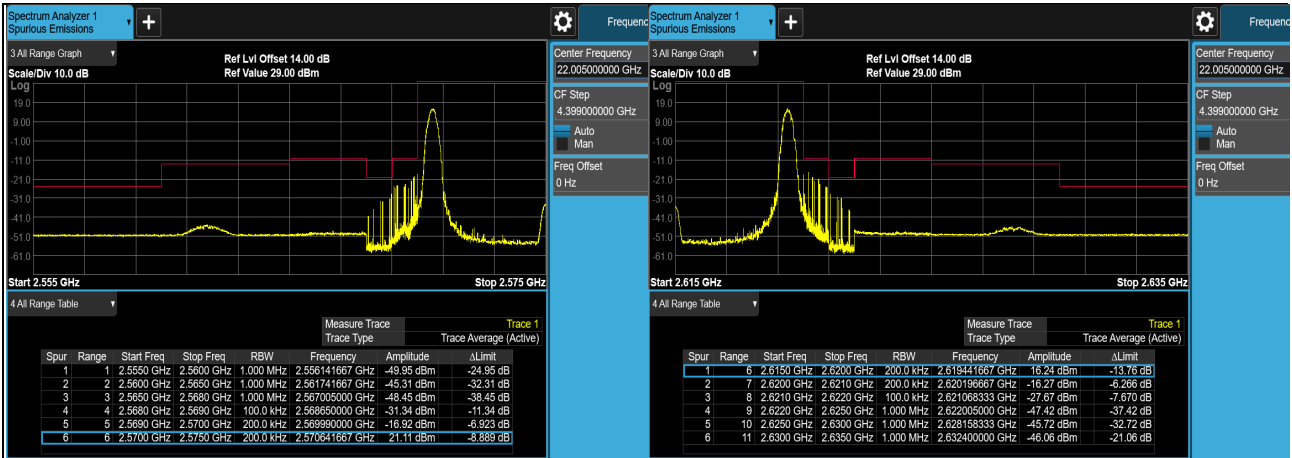 Spectrum Analyzer 1
Spurious Emissions
Frequenc
3 All Range Graph
Ref Lvl Offset 14.00 dB
Scale/Div 10.0 dB
Ref Value 29.00 dBm
Log
19.0
9.00
-1.00
-11.0
-21.0
-31.0
-41.0
-51.0
-61.0
Start 2.555 GHz
Stop 2.575 GHz
Center Frequency
22.005000000 GHz
CF Step
4.399000000 GHz
Auto
Man
Freq Offset
0 Hz
4 All Range Table
Measure Trace Trace 1
Trace Type Trace Average (Active)
Spur Range Start Freq Stop Freq RBW Frequency Amplitude ΔLimit
1 1 2.5550 GHz 2.5600 GHz 1.000 MHz 2.556141667 GHz -49.95 dBm -24.95 dB
2 2 2.5600 GHz 2.5650 GHz 1.000 MHz 2.561741667 GHz -45.31 dBm -32.31 dB
3 3 2.5650 GHz 2.5680 GHz 1.000 MHz 2.567005000 GHz -48.45 dBm -38.45 dB
4 4 2.5680 GHz 2.5690 GHz 100.0 kHz 2.568650000 GHz -31.34 dBm -11.34 dB
5 5 2.5690 GHz 2.5700 GHz 200.0 kHz 2.569990000 GHz -16.92 dBm -6.923 dB
6 6 2.5700 GHz 2.5750 GHz 200.0 kHz 2.570641667 GHz 21.11 dBm -8.889 dB
Spectrum Analyzer 1
Spurious Emissions
Frequenc
3 All Range Graph
Ref Lvl Offset 14.00 dB
Scale/Div 10.0 dB
Ref Value 29.00 dBm
Log
19.0
9.00
-1.00
-11.0
-21.0
-31.0
-41.0
-51.0
-61.0
Start 2.615 GHz
Stop 2.635 GHz
Center Frequency
22.005000000 GHz
CF Step
4.399000000 GHz
Auto
Man
Freq Offset
0 Hz
4 All Range Table
Measure Trace Trace 1
Trace Type Trace Average (Active)
Spur Range Start Freq Stop Freq RBW Frequency Amplitude ΔLimit
1 6 2.6150 GHz 2.6200 GHz 200.0 kHz 2.619441667 GHz 16.24 dBm -13.76 dB
2 7 2.6200 GHz 2.6210 GHz 200.0 kHz 2.620196667 GHz -16.27 dBm -6.266 dB
3 8 2.6210 GHz 2.6220 GHz 100.0 kHz 2.621068333 GHz -27.67 dBm -7.670 dB
4 9 2.6220 GHz 2.6250 GHz 1.000 MHz 2.622005000 GHz -47.42 dBm -37.42 dB
5 10 2.6250 GHz 2.6300 GHz 1.000 MHz 2.628158333 GHz -45.72 dBm -32.72 dB
6 11 2.6300 GHz 2.6350 GHz 1.000 MHz 2.632400000 GHz -46.06 dBm -21.06 dB